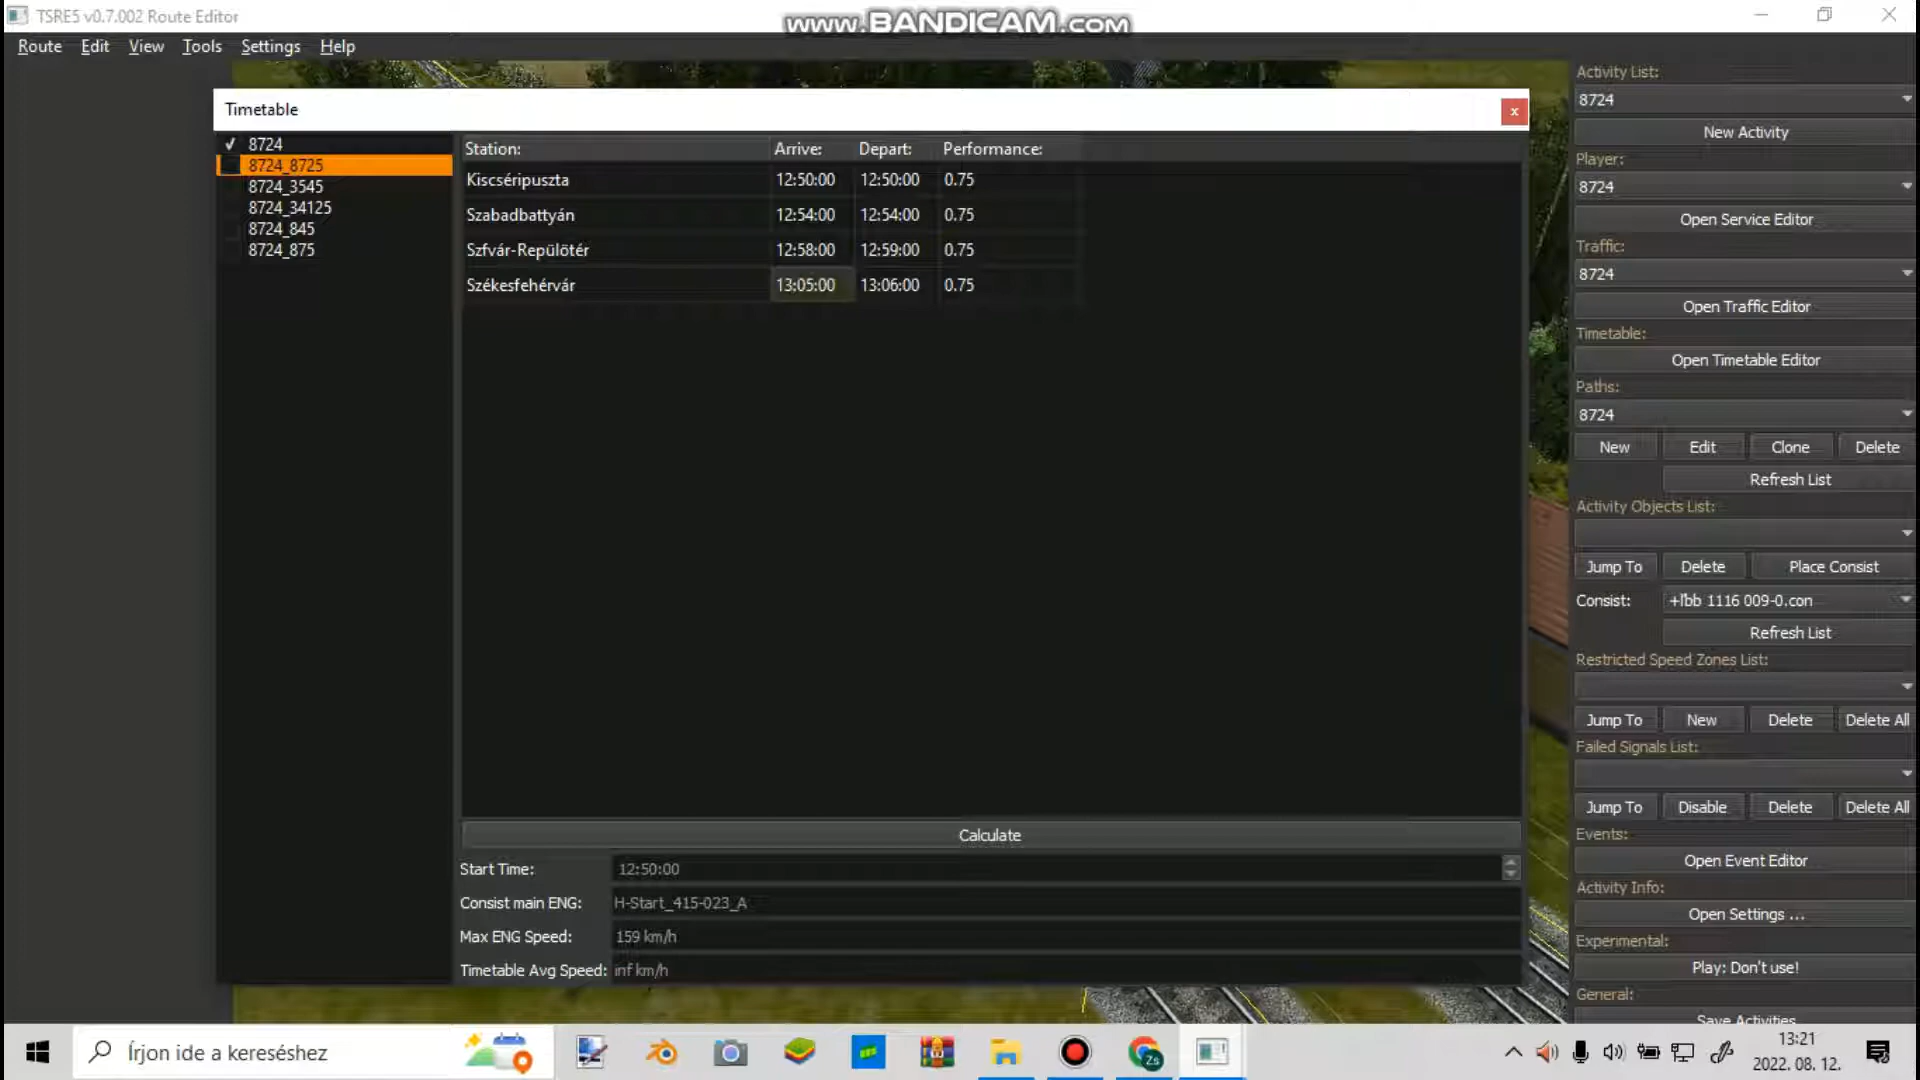 TSRE5 v0.7.002 Route Editor
www.BANDICAM.com
Route Edit View Tools Settings Help
Timetable
x
8724
8724_8725
8724_3545
8724_34125
8724_845
8724_875
Station: Arrive: Depart: Performance:
Kiscséripuszta 12:50:00 12:50:00 0.75
Szabadbattyán 12:54:00 12:54:00 0.75
Szfvár-Repülötér 12:58:00 12:59:00 0.75
Székesfehérvár 13:05:00 13:06:00 0.75
Calculate
Start Time: 12:50:00
Consist main ENG: H-Start_415-023_A
Max ENG Speed: 159 km/h
Timetable Avg Speed: inf km/h
Activity List:
8724
New Activity
Player:
8724
Open Service Editor
Traffic:
8724
Open Traffic Editor
Timetable:
Open Timetable Editor
Paths:
8724
New Edit Clone Delete
Refresh List
Activity Objects List:
Jump To Delete Place Consist
Consist: +lbb 1116 009-0.con
Refresh List
Restricted Speed Zones List:
Jump To New Delete Delete All
Failed Signals List:
Jump To Disable Delete Delete All
Events:
Open Event Editor
Activity Info:
Open Settings ...
Experimental:
Play: Don't use!
General:
Save Activities
Írjon ide a kereséshez
Zs
13:21
2022. 08. 12.